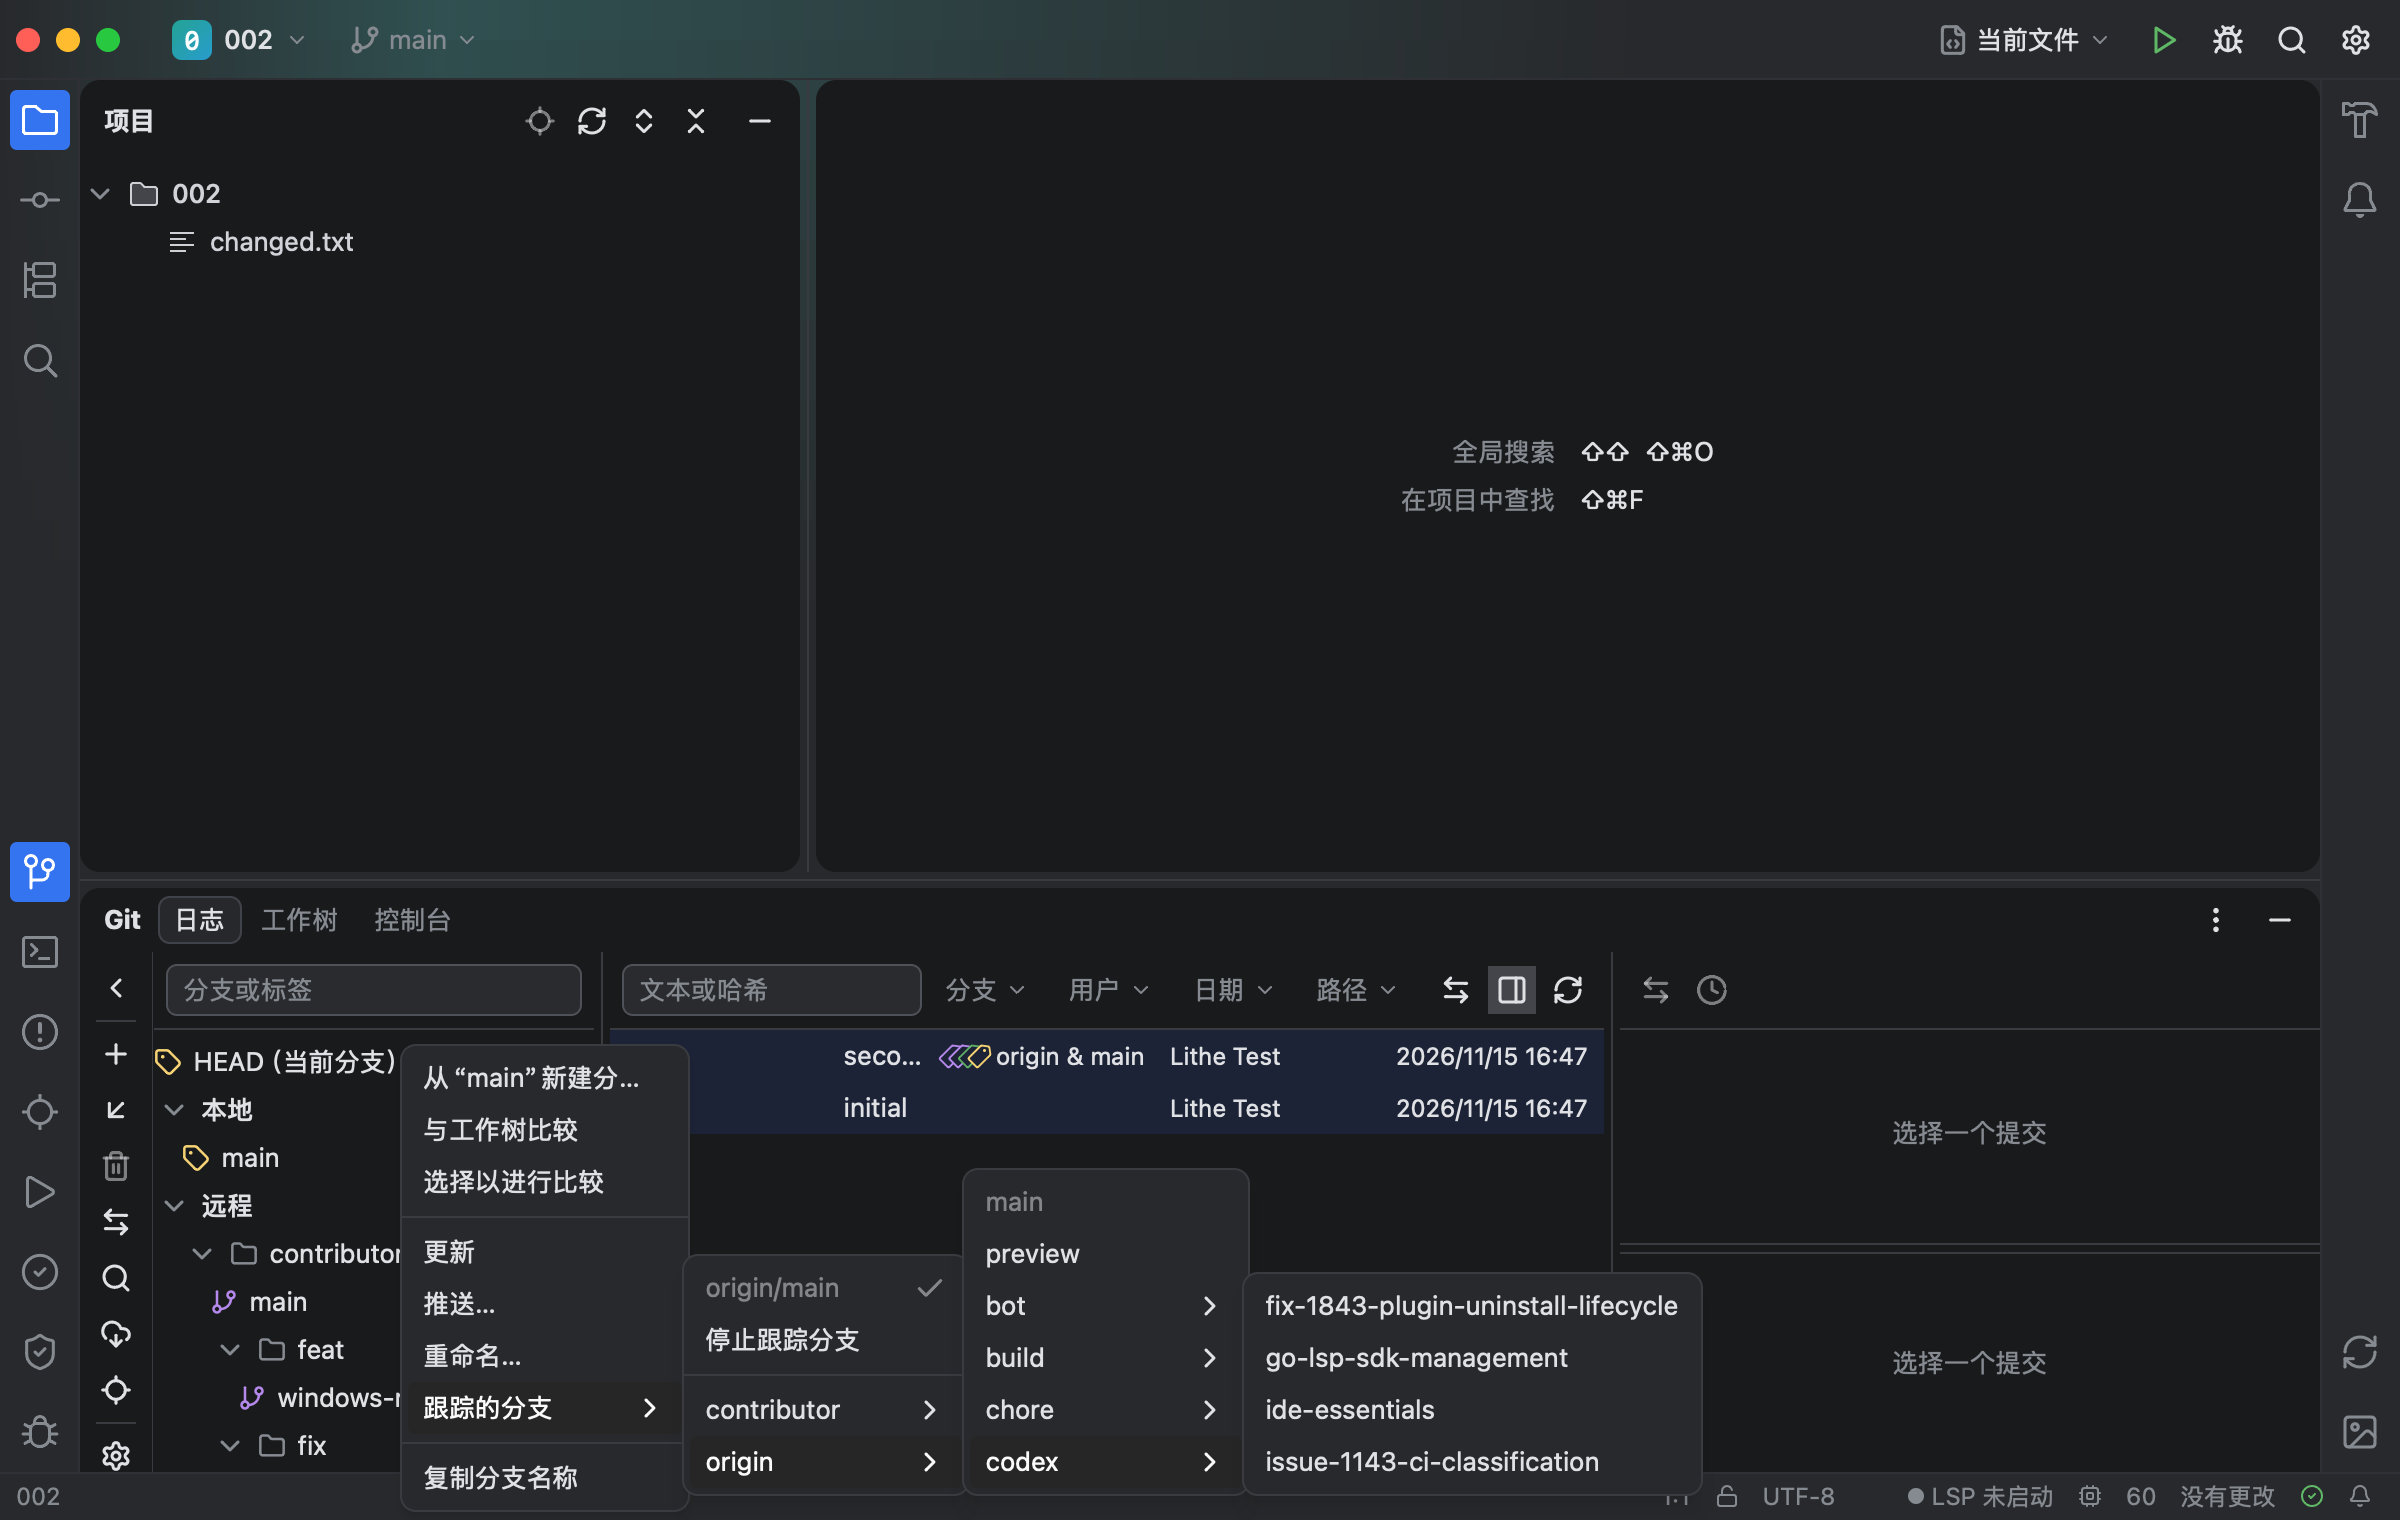 0 002 main
当前文件
项目
002
changed.txt
全局搜索 ⇧⇧ ⇧⌘O
在项目中查找 ⇧⌘F
Git 日志 工作树 控制台
分支或标签
文本或哈希 分支 用户 日期 路径
HEAD (当前分支)
本地
main
远程
contributor
main
feat
windows-r
fix
seco... origin & main Lithe Test 2026/11/15 16:47
initial Lithe Test 2026/11/15 16:47
选择一个提交
选择一个提交
从 “main” 新建分...
与工作树比较
选择以进行比较
更新
推送...
重命名...
跟踪的分支
复制分支名称
origin/main
停止跟踪分支
contributor
origin
main
preview
bot
build
chore
codex
fix-1843-plugin-uninstall-lifecycle
go-lsp-sdk-management
ide-essentials
issue-1143-ci-classification
002
UTF-8 LSP 未启动 60 没有更改